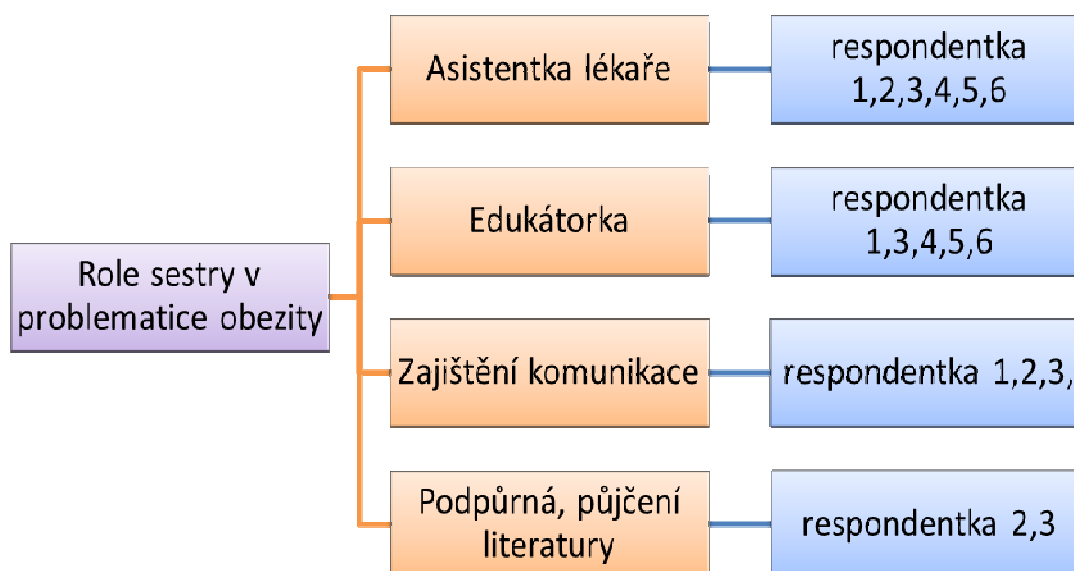 Role sestry v
problematice obezity
Asistentka lékaře
respondentka
1,2,3,4,5,6
Edukátorka
respondentka
1,3,4,5,6
Zajištění komunikace
respondentka 1,2,3,
Podpůrná, půjčení
literatury
respondentka 2,3